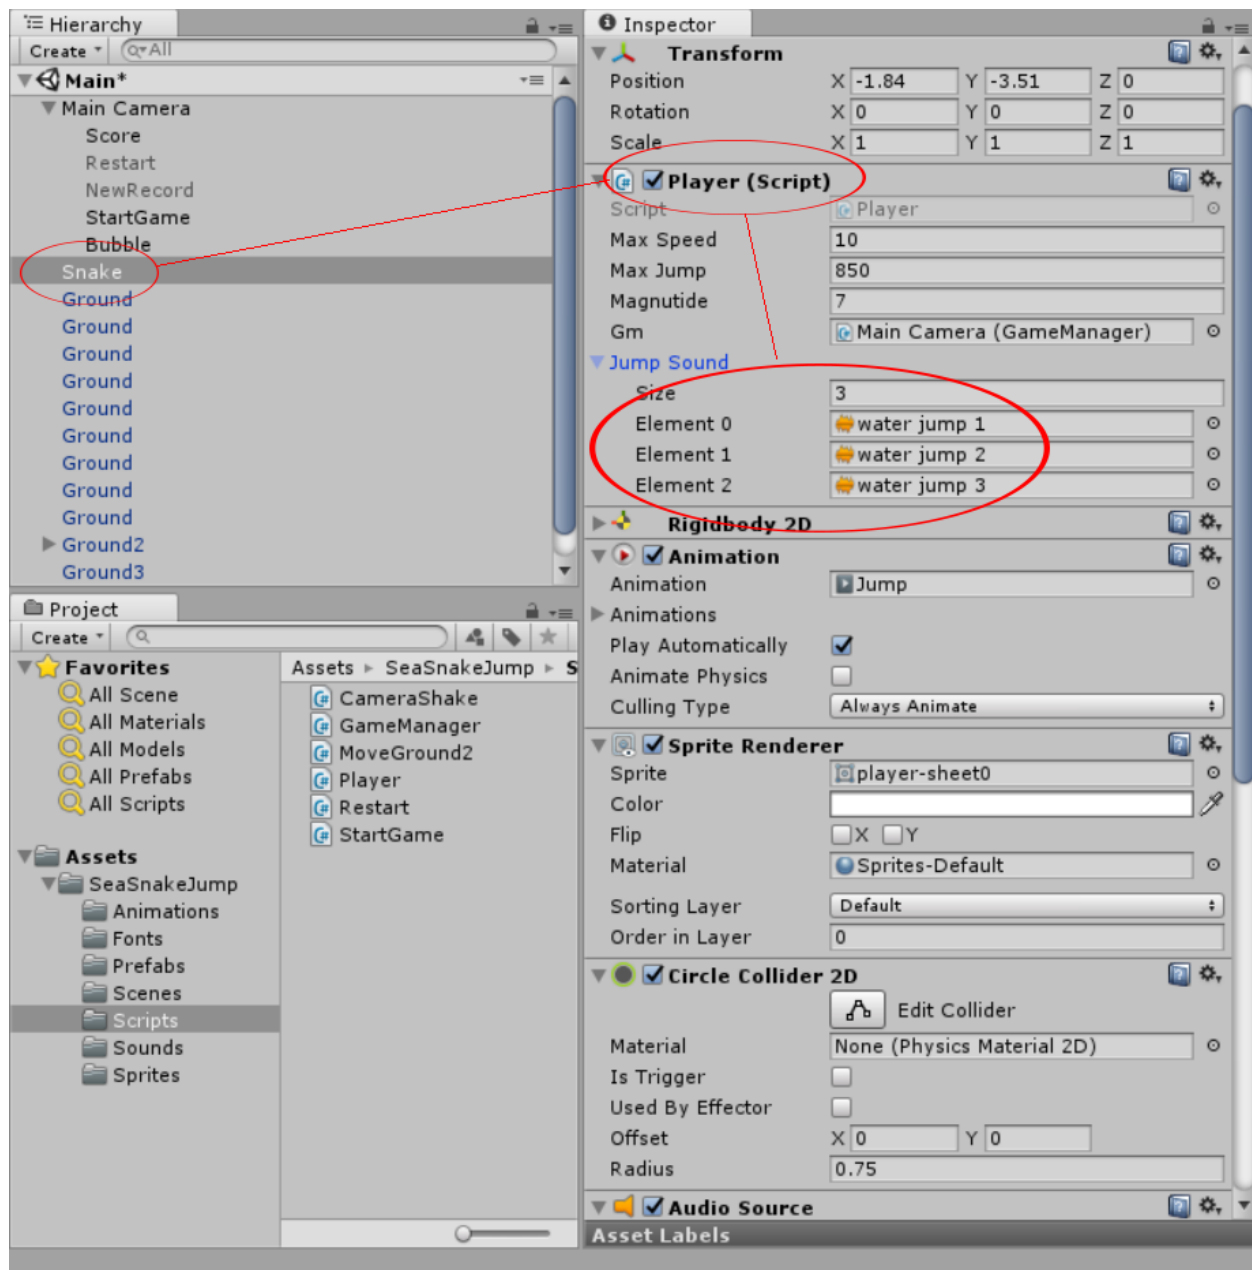 Hierarchy
Create All
Main*
Main Camera
Score
Restart
NewRecord
StartGame
Bubble
Snake
Ground
Ground
Ground
Ground
Ground
Ground
Ground
Ground
Ground
Ground2
Ground3
Project
Create
Favorites
All Scene
All Materials
All Models
All Prefabs
All Scripts
Assets
SeaSnakeJump
Animations
Fonts
Prefabs
Scenes
Scripts
Sounds
Sprites
Assets SeaSnakeJump S
CameraShake
GameManager
MoveGround2
Player
Restart
StartGame
Inspector
Transform
Position X -1.84 Y -3.51 Z 0
Rotation X 0 Y 0 Z 0
Scale X 1 Y 1 Z 1
Player (Script)
Script Player
Max Speed 10
Max Jump 850
Magnutide 7
Gm Main Camera (GameManager)
Jump Sound
Size 3
Element 0 water jump 1
Element 1 water jump 2
Element 2 water jump 3
Rigidbody 2D
Animation
Animation Jump
Animations
Play Automatically
Animate Physics
Culling Type Always Animate
Sprite Renderer
Sprite player-sheet0
Color
Flip X Y
Material Sprites-Default
Sorting Layer Default
Order in Layer 0
Circle Collider 2D
Edit Collider
Material None (Physics Material 2D)
Is Trigger
Used By Effector
Offset X 0 Y 0
Radius 0.75
Audio Source
Asset Labels